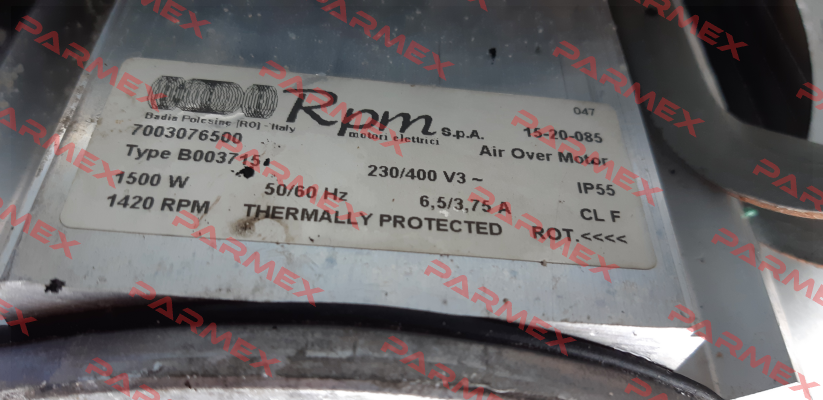 047
Rpm S.p.A. 15-20-085
Badia Polesine (RO) - Italy motori elettrici Air Over Motor
7003076500
Type B003715 230/400 V3 ~ IP55
1500 W 50/60 Hz 6,5/3,75 A CL F
1420 RPM THERMALLY PROTECTED ROT.<<<<
PARMEX